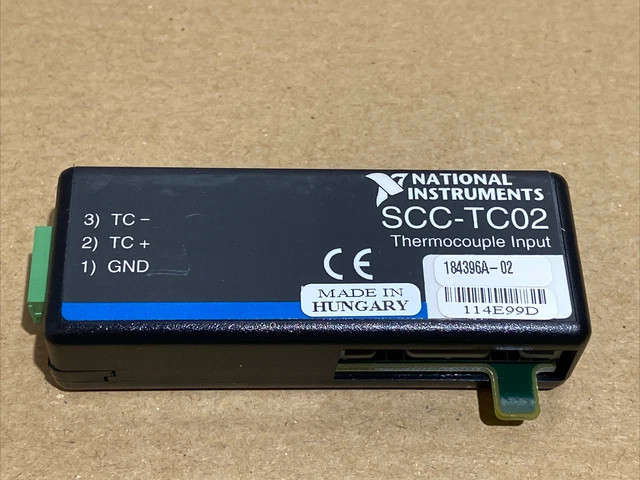 NATIONAL
INSTRUMENTS
SCC-TC02
Thermocouple Input
3) TC -
2) TC +
1) GND
CE
MADE IN
HUNGARY
184396A-02
114E99D